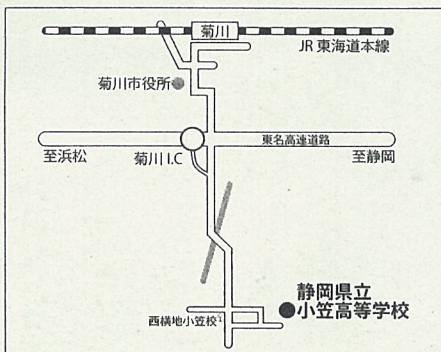 菊川
JR 東海道本線
菊川市役所
東名高速道路
至浜松
菊川 I.C
至静岡
静岡県立
小笠高等学校
西横地小笠校